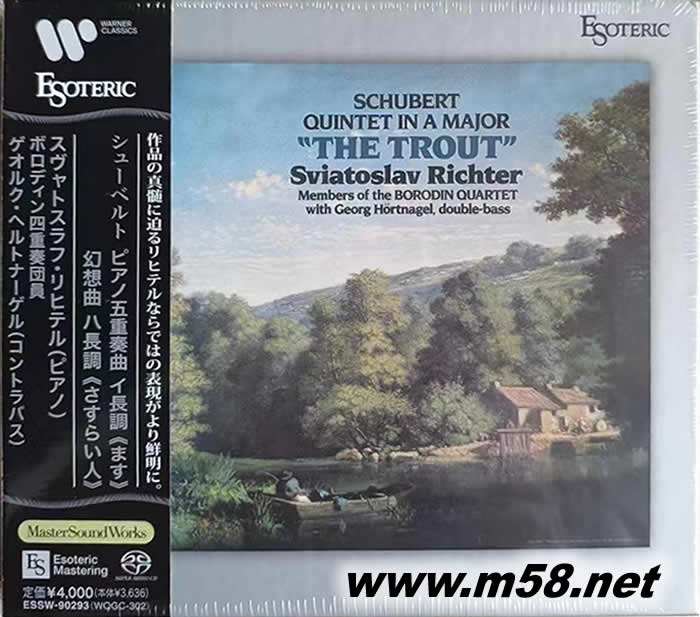 WARNER
CLASSICS
ESOTERIC
作品の真髄に迫るリヒテルならではの表現がより鮮明に。
シューベルト ピアノ五重奏曲 イ長調《ます》
幻想曲 ハ長調《さすらい人》
スヴャトスラフ・リヒテル(ピアノ)
ボロディン四重奏団員
ゲオルク・ヘルトナーゲル(コントラバス)
MasterSoundWorks
ES
Esoteric
Mastering
SUPER AUDIO CD
定価¥4,000(本体¥3,636)
ESSW-90293 (WQGC-302)
ESOTERIC
SCHUBERT
QUINTET IN A MAJOR
"THE TROUT"
Sviatoslav Richter
Members of the BORODIN QUARTET
with Georg Hörtnagel, double-bass
www.m58.net